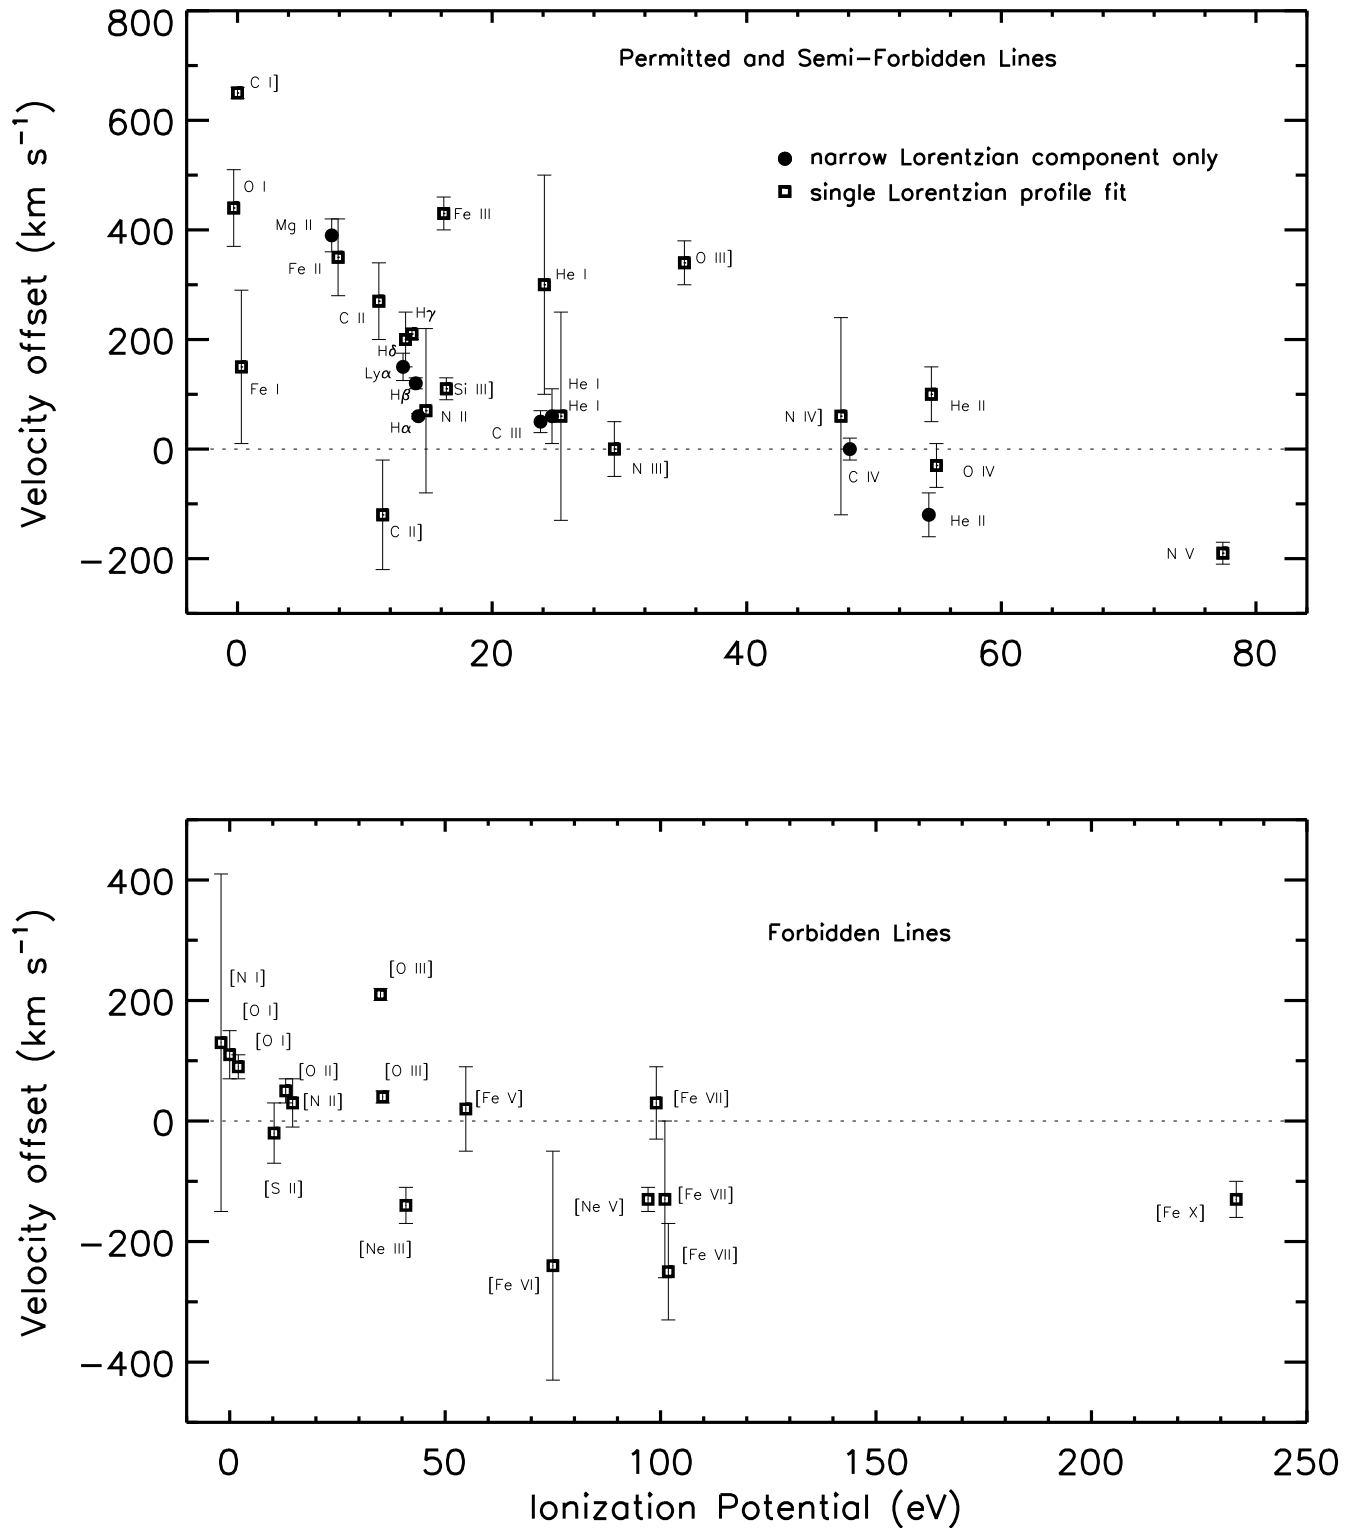 800
Permitted and Semi-Forbidden Lines
C I]
600
narrow Lorentzian component only
single Lorentzian profile fit
O I
Mg II
Fe III
400
Fe II
He I
O III]
C II
Hγ
200
Hδ
Lyα
Fe I
Hβ
Si III]
He I
He I
Hα
N II
C III
N IV]
He II
0
N III]
C IV
O IV
C II]
He II
−200
N V
Velocity offset (km s⁻¹)
0 20 40 60 80
400
Forbidden Lines
[N I]
[O III]
200
[O I]
[O I]
[O II]
[O III]
[N II]
[Fe V]
[Fe VII]
0
[S II]
[Ne V]
[Fe VII]
[Fe X]
−200
[Ne III]
[Fe VII]
[Fe VI]
−400
Velocity offset (km s⁻¹)
0 50 100 150 200 250
Ionization Potential (eV)